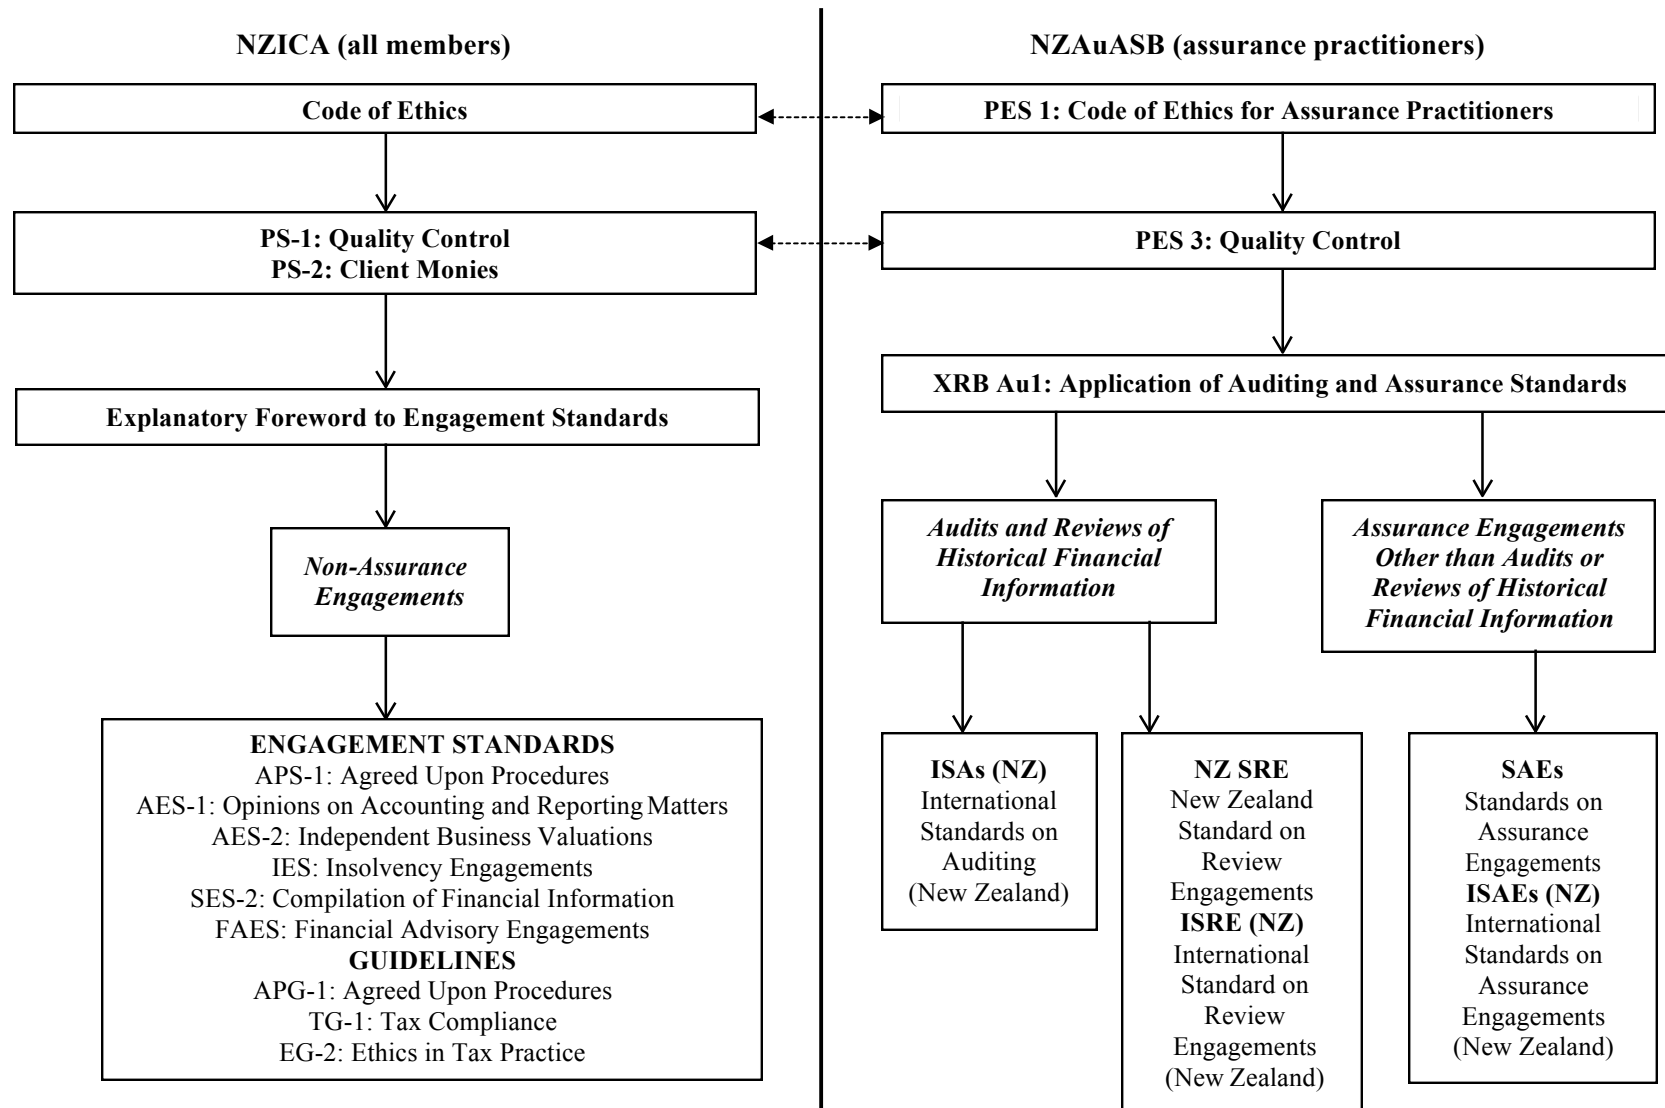 NZICA (all members)
Code of Ethics
PS-1: Quality Control
PS-2: Client Monies
Explanatory Foreword to Engagement Standards
Non-Assurance
Engagements
ENGAGEMENT STANDARDS
APS-1: Agreed Upon Procedures
AES-1: Opinions on Accounting and Reporting Matters
AES-2: Independent Business Valuations
IES: Insolvency Engagements
SES-2: Compilation of Financial Information
FAES: Financial Advisory Engagements
GUIDELINES
APG-1: Agreed Upon Procedures
TG-1: Tax Compliance
EG-2: Ethics in Tax Practice
NZAuASB (assurance practitioners)
PES 1: Code of Ethics for Assurance Practitioners
PES 3: Quality Control
XRB Au1: Application of Auditing and Assurance Standards
Audits and Reviews of
Historical Financial
Information
Assurance Engagements
Other than Audits or
Reviews of Historical
Financial Information
ISAs (NZ)
International
Standards on
Auditing
(New Zealand)
NZ SRE
New Zealand
Standard on
Review
Engagements
ISRE (NZ)
International
Standard on
Review
Engagements
(New Zealand)
SAEs
Standards on
Assurance
Engagements
ISAEs (NZ)
International
Standards on
Assurance
Engagements
(New Zealand)